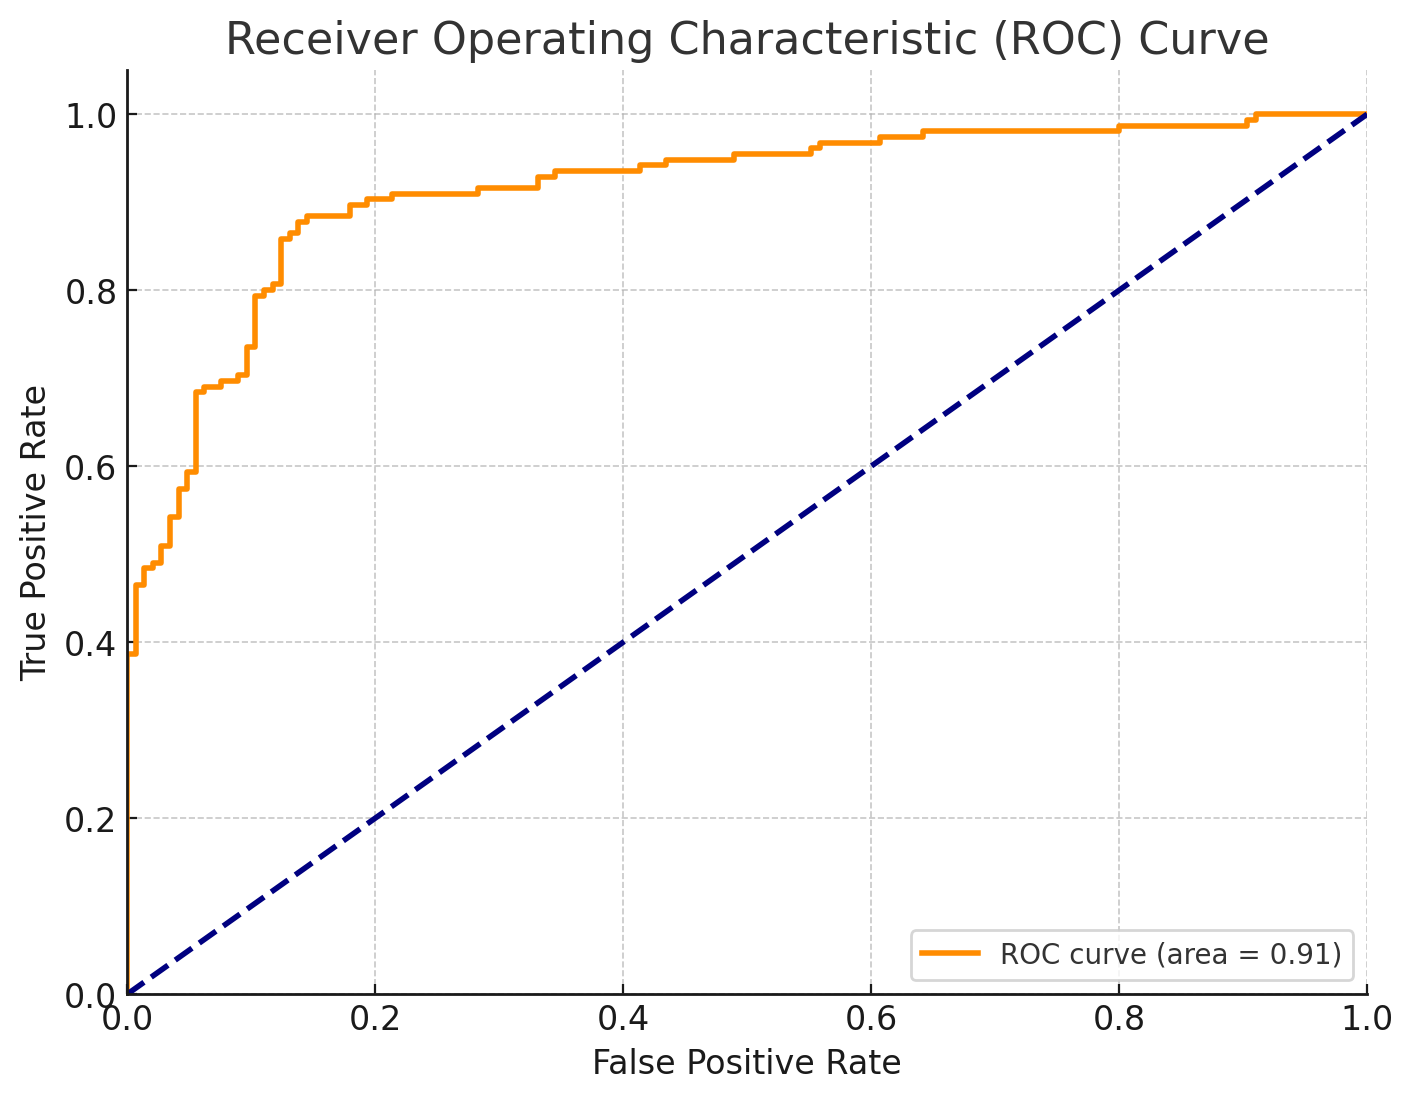 Receiver Operating Characteristic (ROC) Curve
1.0
0.8
0.6
0.4
0.2
0.0
True Positive Rate
ROC curve (area = 0.91)
0.0 0.2 0.4 0.6 0.8 1.0
False Positive Rate